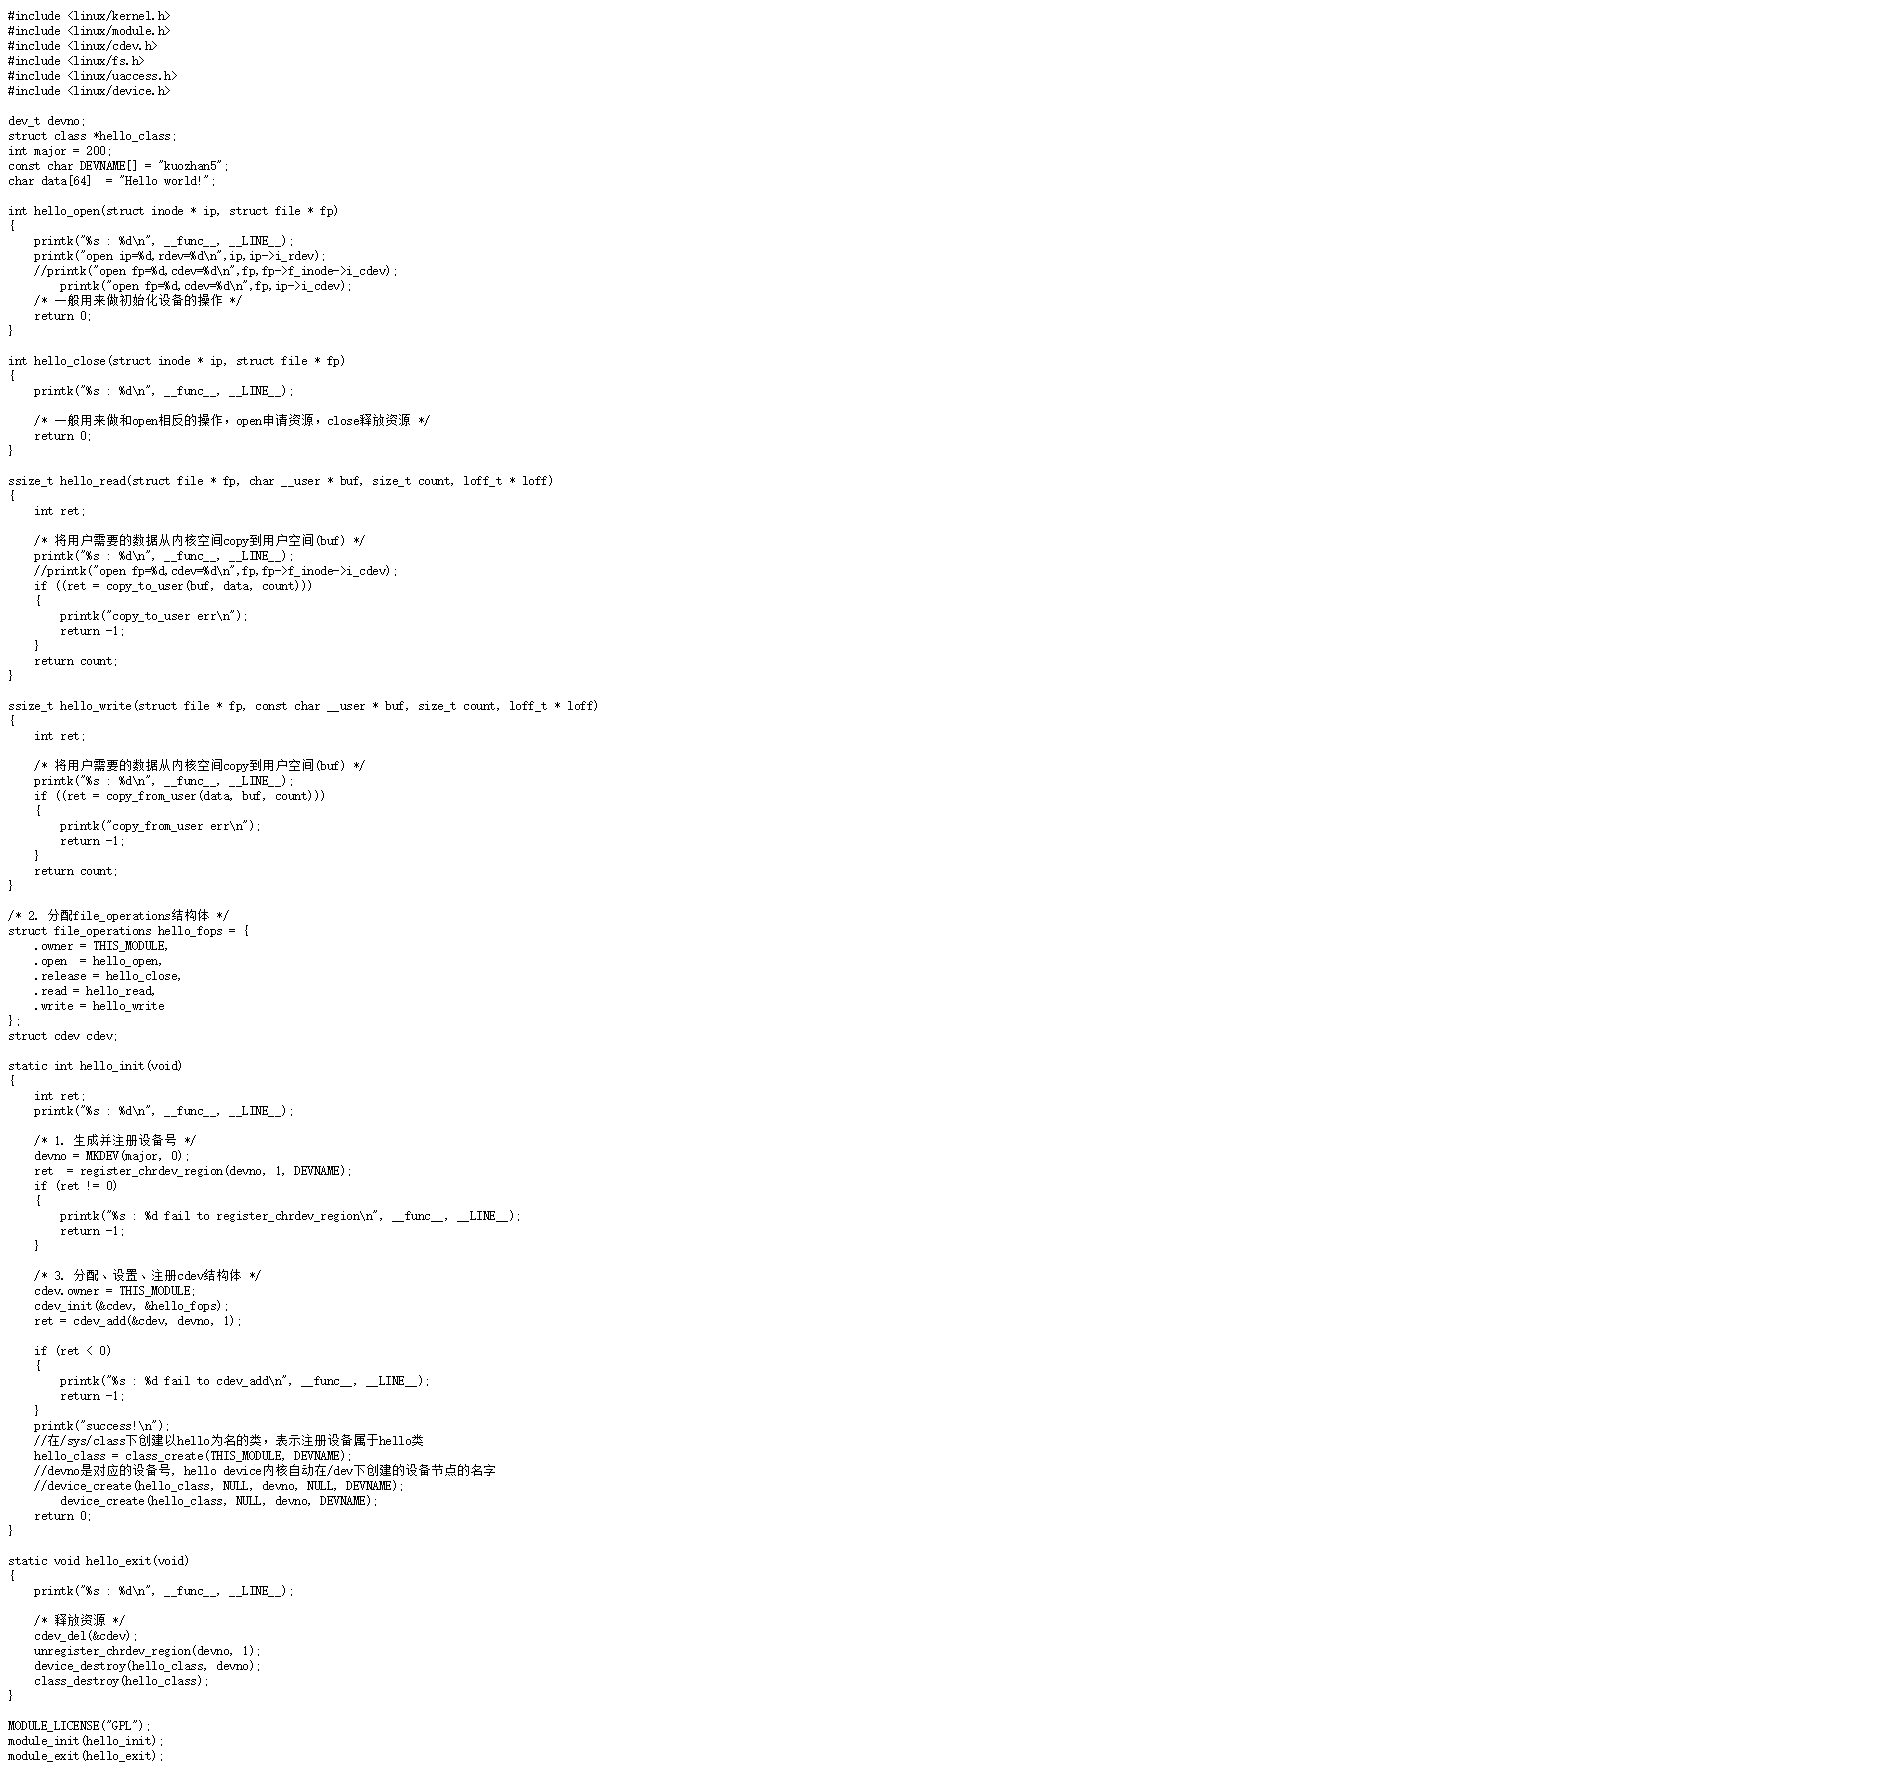 #include <linux/kernel.h>
#include <linux/module.h>
#include <linux/cdev.h>
#include <linux/fs.h>
#include <linux/uaccess.h>
#include <linux/device.h>

dev_t devno;
struct class *hello_class;
int major = 200;
const char DEVNAME[] = "kuozhan5";
char data[64]  = "Hello world!";

int hello_open(struct inode * ip, struct file * fp)
{
    printk("%s : %d\n", __func__, __LINE__);
    printk("open ip=%d,rdev=%d\n",ip,ip->i_rdev);
    //printk("open fp=%d,cdev=%d\n",fp,fp->f_inode->i_cdev);
        printk("open fp=%d,cdev=%d\n",fp,ip->i_cdev);
    /* 一般用来做初始化设备的操作 */
    return 0;
}

int hello_close(struct inode * ip, struct file * fp)
{
    printk("%s : %d\n", __func__, __LINE__);

    /* 一般用来做和open相反的操作，open申请资源，close释放资源 */
    return 0;
}

ssize_t hello_read(struct file * fp, char __user * buf, size_t count, loff_t * loff)
{
    int ret;

    /* 将用户需要的数据从内核空间copy到用户空间(buf) */
    printk("%s : %d\n", __func__, __LINE__);
    //printk("open fp=%d,cdev=%d\n",fp,fp->f_inode->i_cdev);
    if ((ret = copy_to_user(buf, data, count)))
    {
        printk("copy_to_user err\n");
        return -1;
    }
    return count;
}

ssize_t hello_write(struct file * fp, const char __user * buf, size_t count, loff_t * loff)
{
    int ret;

    /* 将用户需要的数据从内核空间copy到用户空间(buf) */
    printk("%s : %d\n", __func__, __LINE__);
    if ((ret = copy_from_user(data, buf, count)))
    {
        printk("copy_from_user err\n");
        return -1;
    }
    return count;
}

/* 2. 分配file_operations结构体 */
struct file_operations hello_fops = {
    .owner = THIS_MODULE,
    .open  = hello_open,
    .release = hello_close,
    .read = hello_read,
    .write = hello_write
};
struct cdev cdev;

static int hello_init(void)
{
    int ret;
    printk("%s : %d\n", __func__, __LINE__);

    /* 1. 生成并注册设备号 */
    devno = MKDEV(major, 0);
    ret  = register_chrdev_region(devno, 1, DEVNAME);
    if (ret != 0)
    {
        printk("%s : %d fail to register_chrdev_region\n", __func__, __LINE__);
        return -1;
    }

    /* 3. 分配、设置、注册cdev结构体 */
    cdev.owner = THIS_MODULE;
    cdev_init(&cdev, &hello_fops);
    ret = cdev_add(&cdev, devno, 1);

    if (ret < 0)
    {
        printk("%s : %d fail to cdev_add\n", __func__, __LINE__);
        return -1;
    }
    printk("success!\n");
    //在/sys/class下创建以hello为名的类，表示注册设备属于hello类
    hello_class = class_create(THIS_MODULE, DEVNAME);
    //devno是对应的设备号, hello device内核自动在/dev下创建的设备节点的名字
    //device_create(hello_class, NULL, devno, NULL, DEVNAME);
        device_create(hello_class, NULL, devno, DEVNAME);
    return 0;
}

static void hello_exit(void)
{
    printk("%s : %d\n", __func__, __LINE__);

    /* 释放资源 */
    cdev_del(&cdev);
    unregister_chrdev_region(devno, 1);
    device_destroy(hello_class, devno);
    class_destroy(hello_class);
}

MODULE_LICENSE("GPL");
module_init(hello_init);
module_exit(hello_exit);